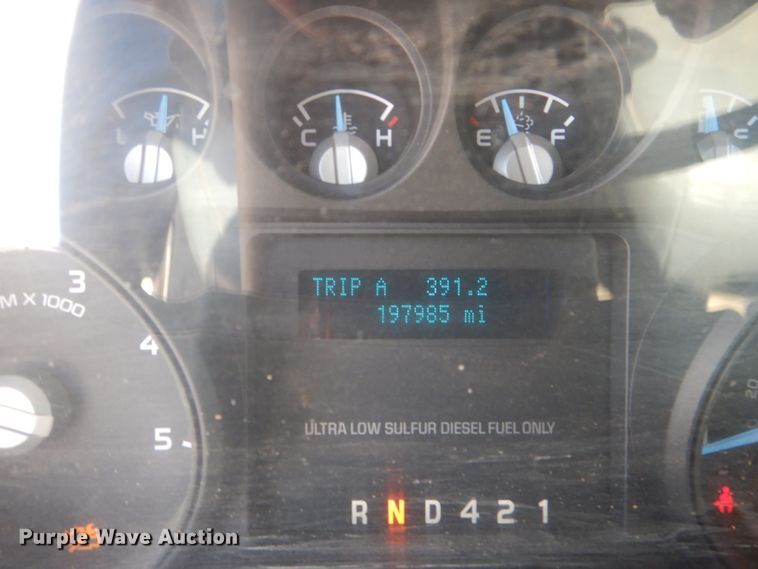 L H
C H
E F
TRIP A 391.2
197985 mi
3
M X 1000
4
5
20
ULTRA LOW SULFUR DIESEL FUEL ONLY
R N D 4 2 1
Purple Wave Auction